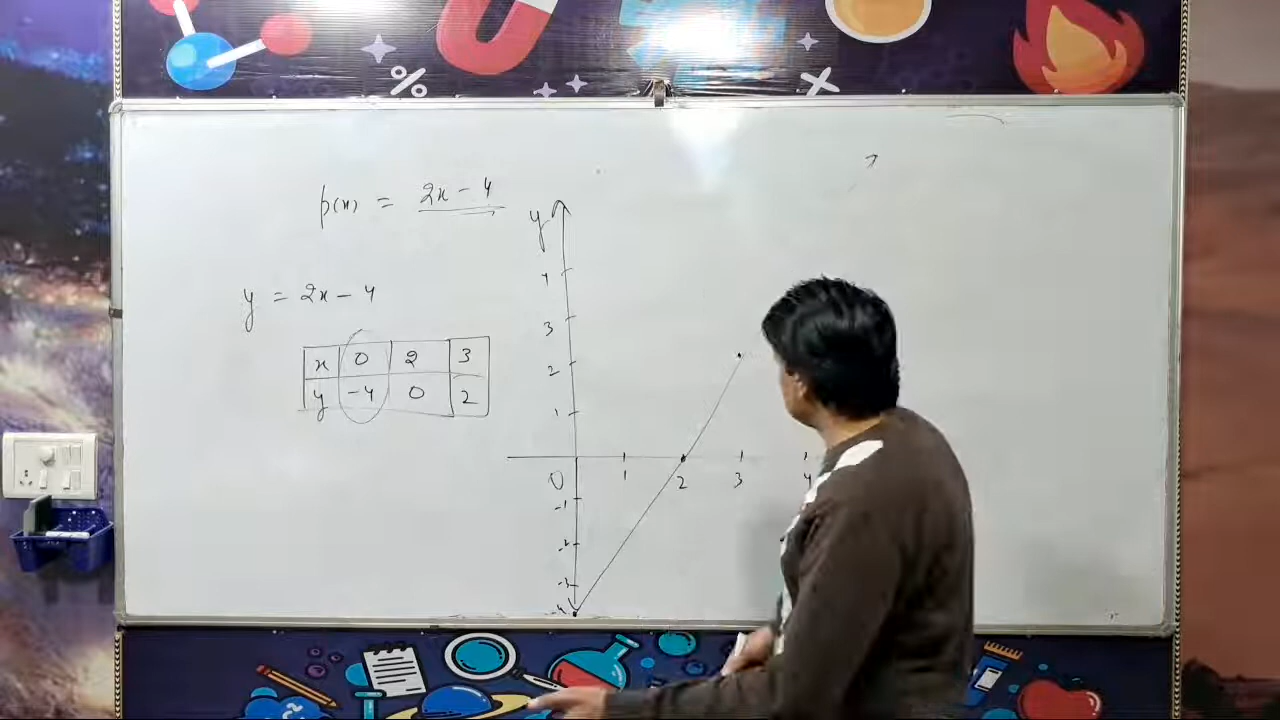 p(x) = 2x - 4
y = 2x - 4
x 0 2 3
y -4 0 2
y
4
3
2
1
0 1 2 3 4
-1
-2
-3
-4
%